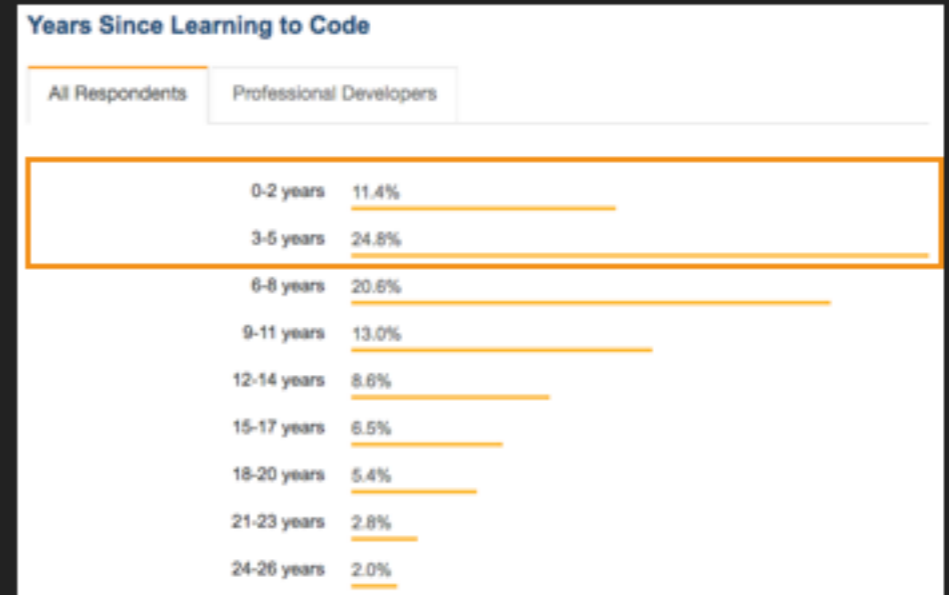 Years Since Learning to Code
All Respondents Professional Developers
0-2 years 11.4%
3-5 years 24.8%
6-8 years 20.6%
9-11 years 13.0%
12-14 years 8.6%
15-17 years 6.5%
18-20 years 5.4%
21-23 years 2.8%
24-26 years 2.0%